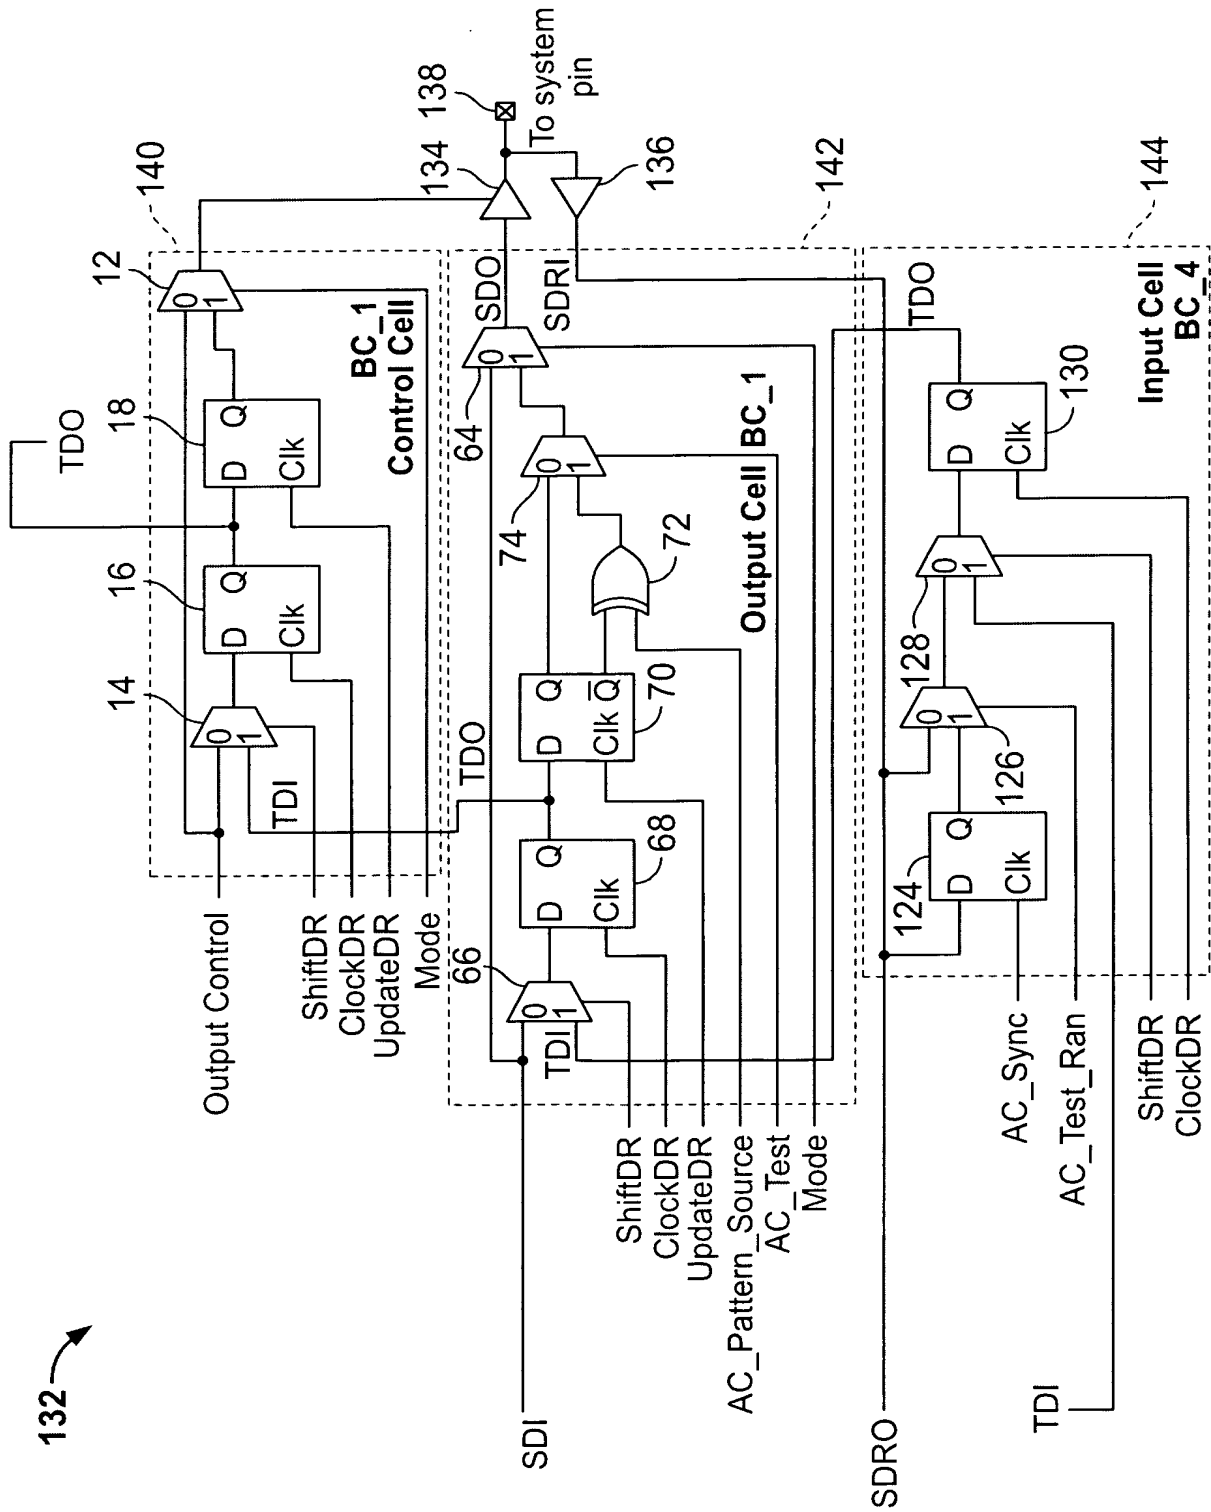 132
140
12
138
134
To system
pin
136
142
144
TDO
18
16
14
0
1
D
Q
Clk
D
Q
Clk
0
1
TDI
BC_1
Control Cell
Output Control
ShiftDR
ClockDR
UpdateDR
Mode
SDO
SDRI
64
0
1
74
0
1
72
Output Cell BC_1
TDO
D
Q
Clk
Q
70
D
Q
Clk
68
66
0
1
TDI
SDI
ShiftDR
ClockDR
UpdateDR
AC_Pattern_Source
AC_Test
Mode
TDO
Input Cell
BC_4
D
Q
Clk
130
128
0
1
0
1
126
124
D
Q
Clk
SDRO
AC_Sync
AC_Test_Ran
TDI
ShiftDR
ClockDR